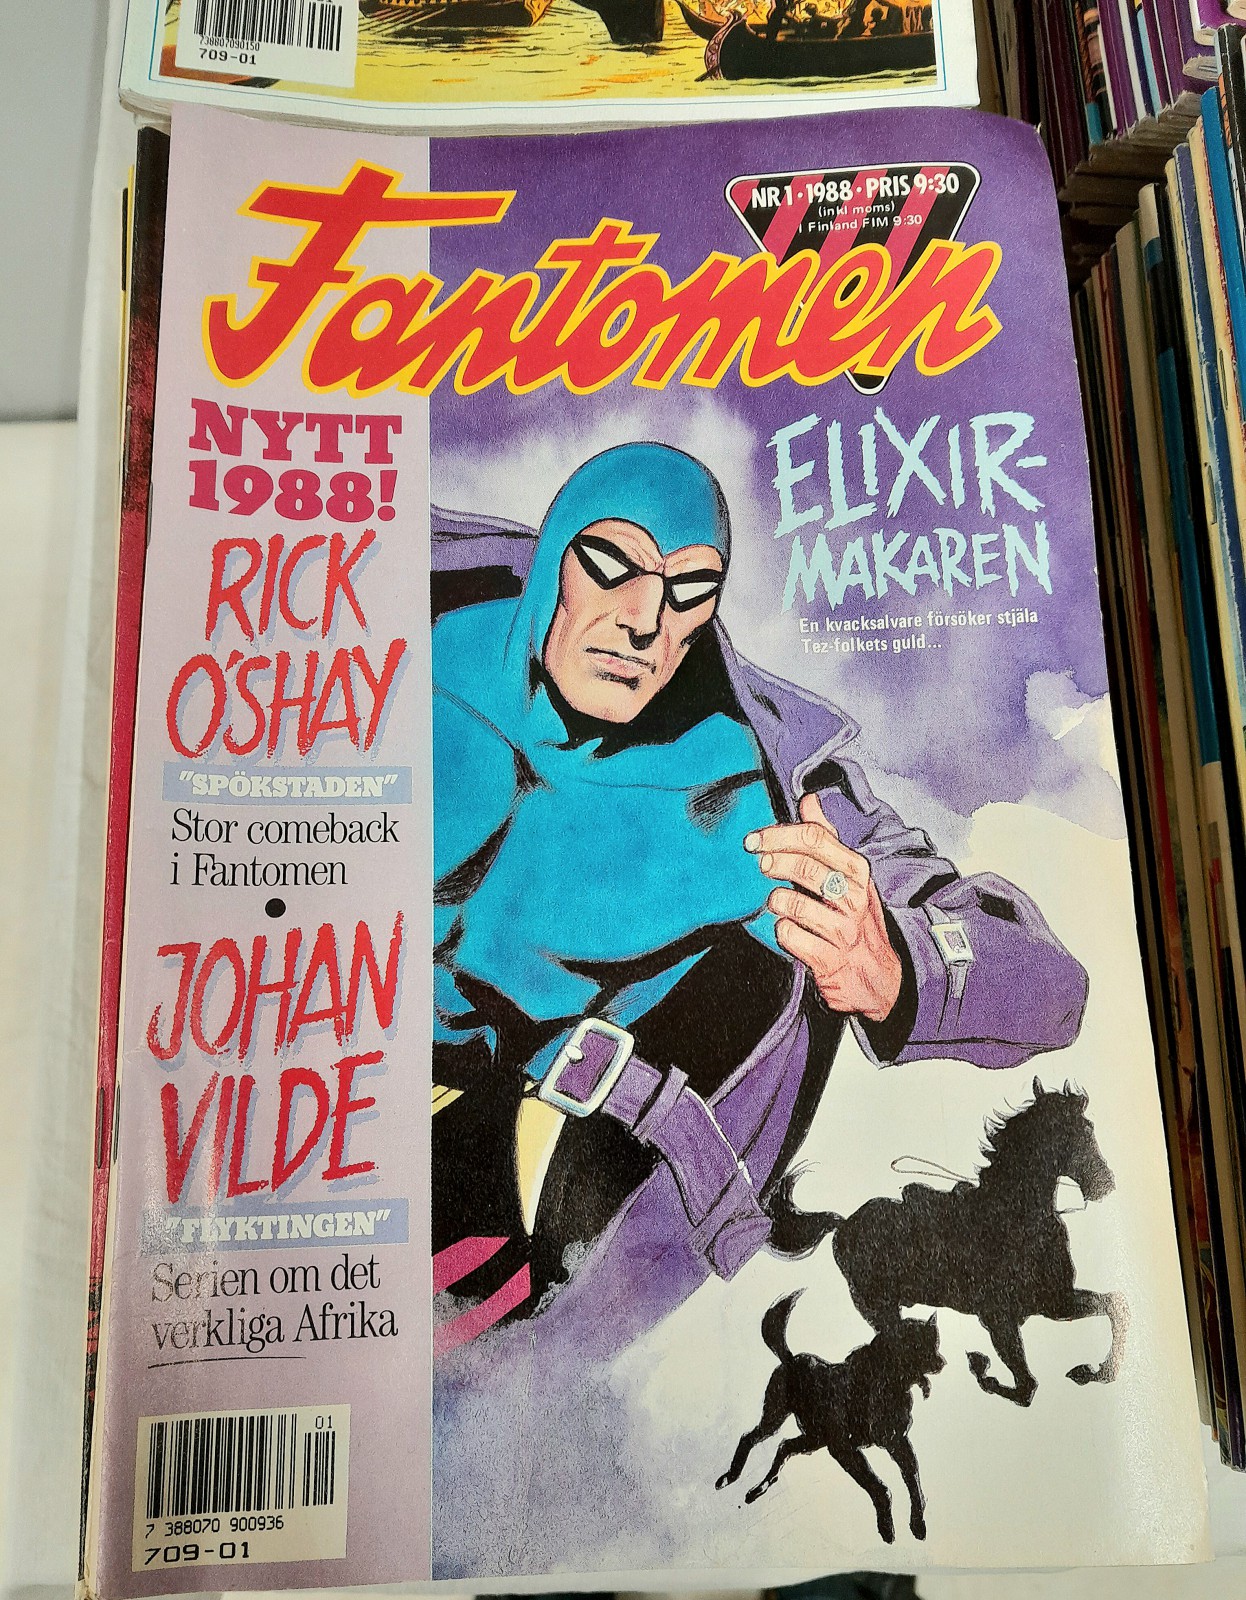 738807090150
709-01
NR 1 · 1988 · PRIS 9:30
(inkl moms)
I Finland FIM 9:30
Fantomen
NYTT
1988!
RICK
O'SHAY
"SPÖKSTADEN"
Stor comeback
i Fantomen
•
JOHAN
VILDE
"FLYKTINGEN"
Serien om det
verkliga Afrika
ELIXIR-
MAKAREN
En kvacksalvare försöker stjäla
Tez-folkets guld...
01
7 388070 900936
709-01